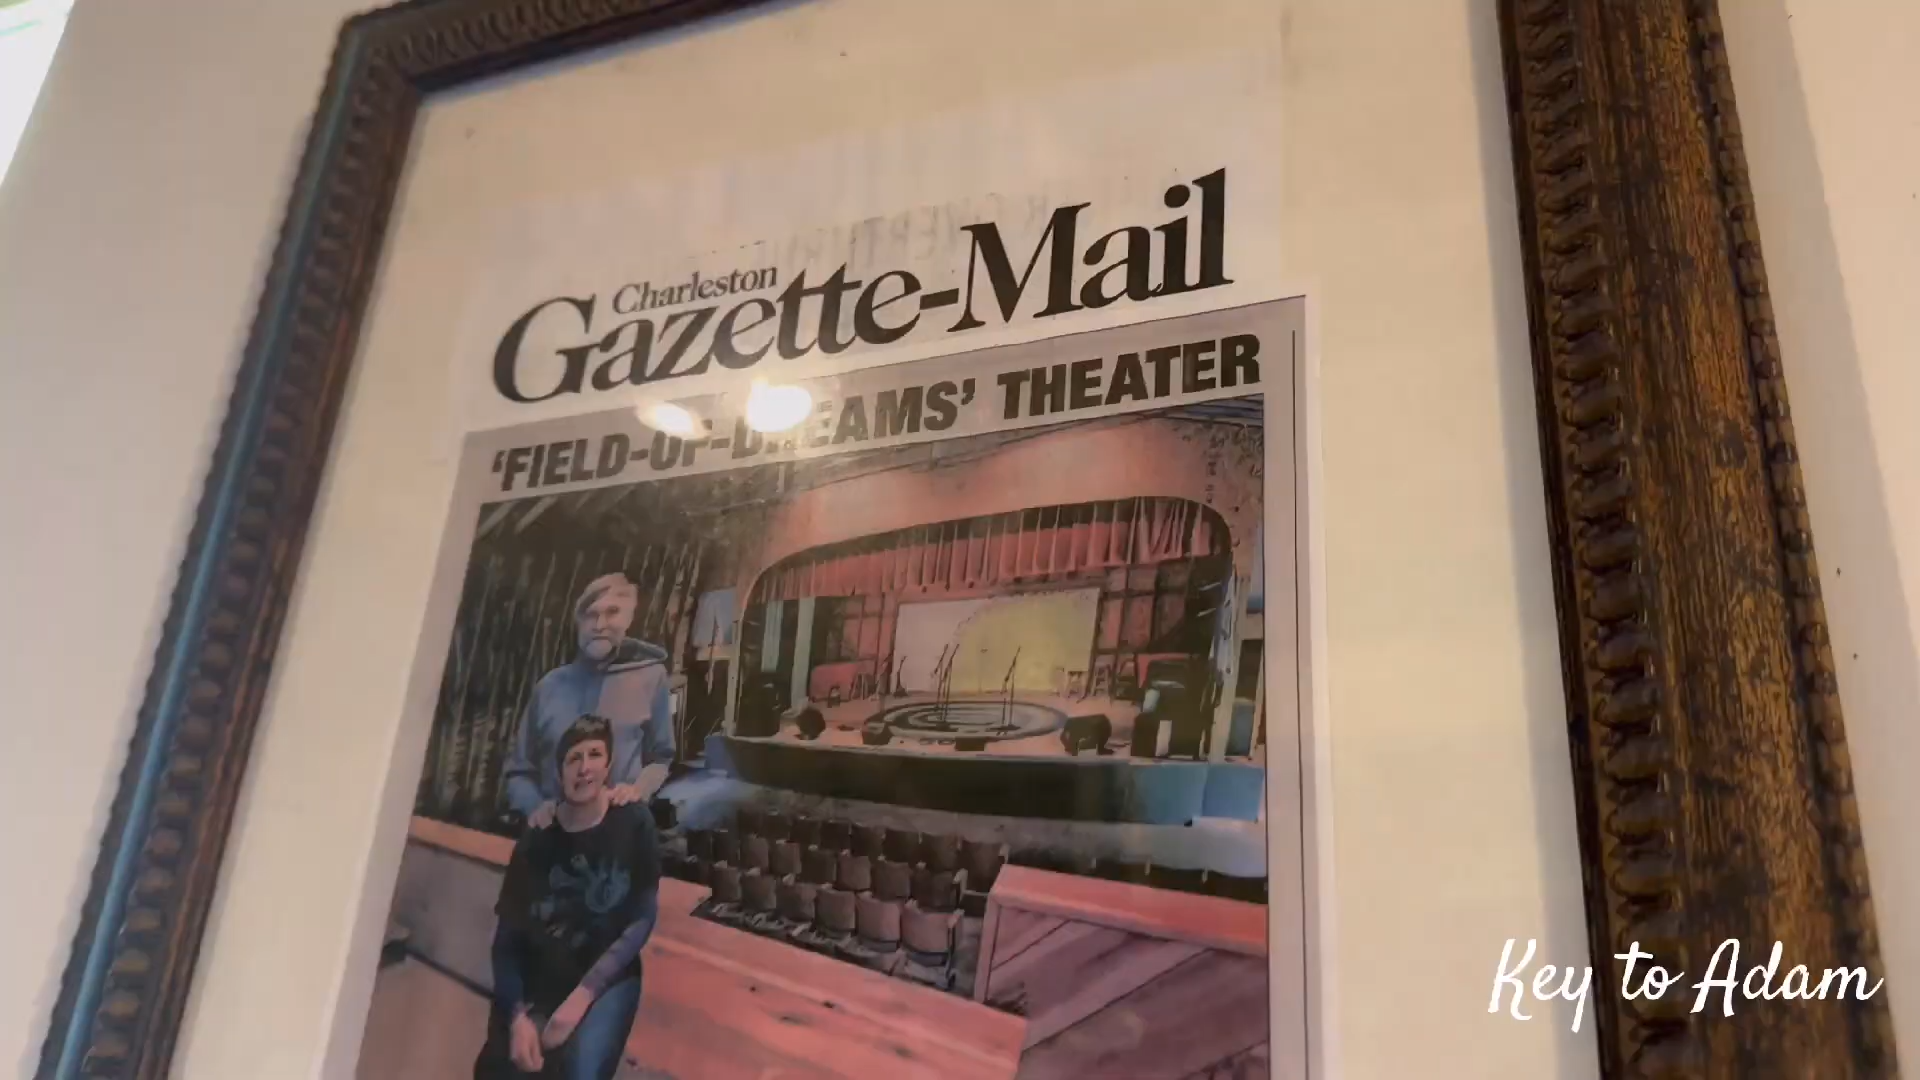 Charleston
Gazette-Mail
‘FIELD-OF-DREAMS’ THEATER
Key to Adam